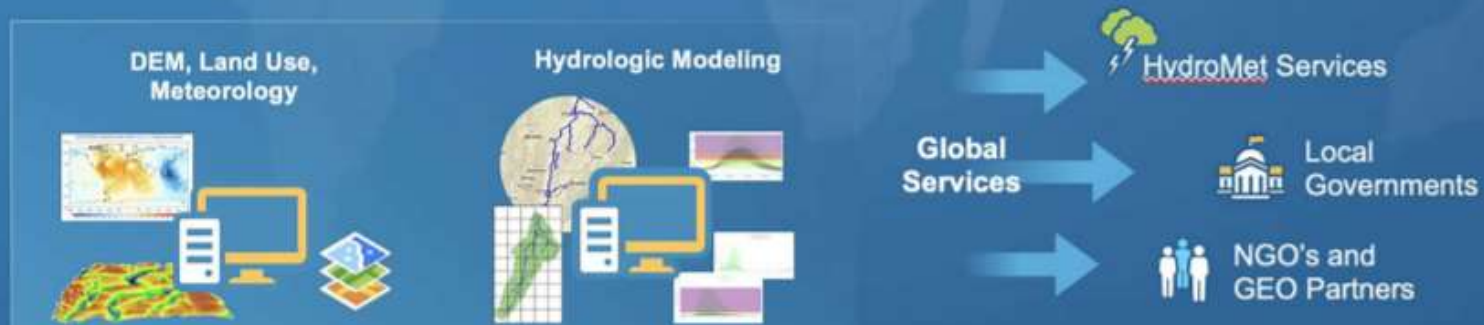 DEM, Land Use,
Meteorology
Hydrologic Modeling
Global
Services
HydroMet Services
Local
Governments
NGO's and
GEO Partners